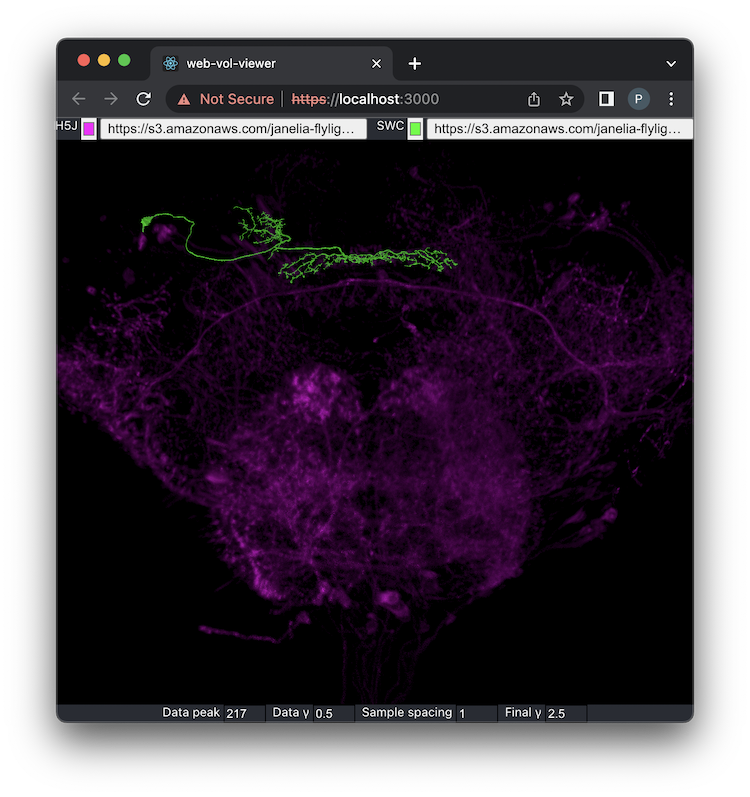 web-vol-viewer
Not Secure https://localhost:3000 P
H5J https://s3.amazonaws.com/janelia-flylig… SWC https://s3.amazonaws.com/janelia-flylig…
Data peak 217 Data γ 0.5 Sample spacing 1 Final γ 2.5